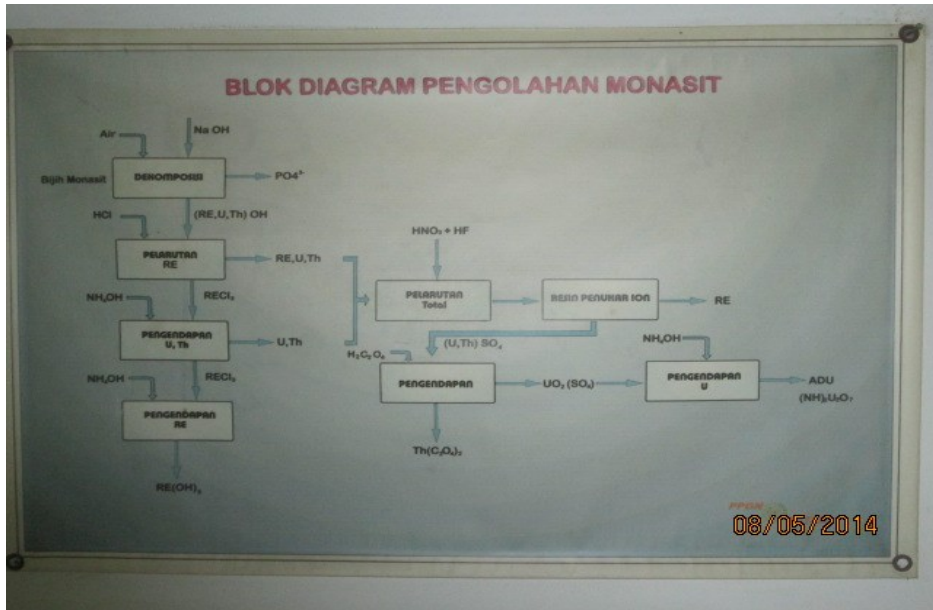 BLOK DIAGRAM PENGOLAHAN MONASIT
Air
Na OH
Bijih Monasit
DEKOMPOSISI
PO4³⁻
HCl
(RE,U,Th) OH
HNO₃ + HF
PELARUTAN
RE
RE,U,Th
NH₄OH
RECl₃
PELARUTAN
Total
RESIN PENUKAR ION
RE
PENGENDAPAN
U, Th
U,Th
(U,Th) SO₄
H₂C₂O₄
NH₄OH
NH₄OH
RECl₃
PENGENDAPAN
UO₂ (SO₄)
PENGENDAPAN
U
ADU
(NH)₂U₂O₇
PENGENDAPAN
RE
Th(C₂O₄)₂
RE(OH)₃
PPGN
08/05/2014